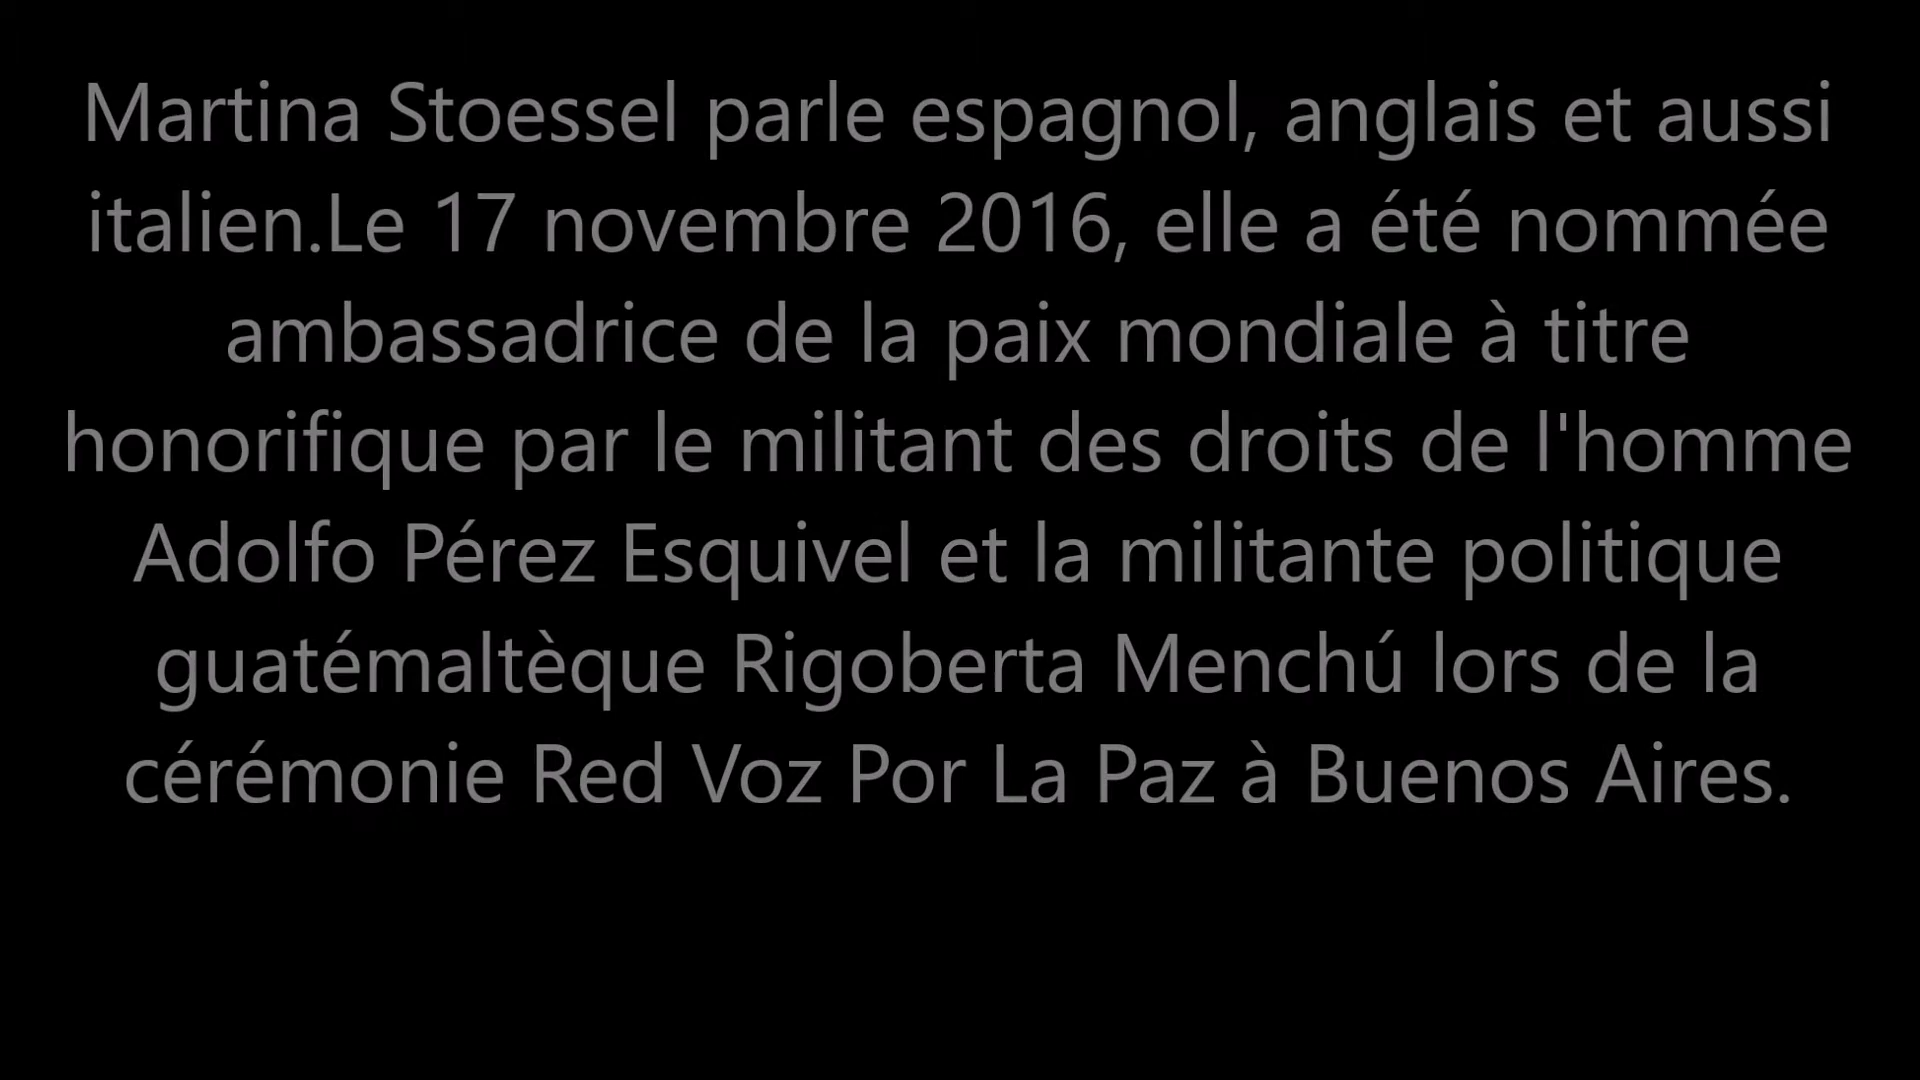 Martina Stoessel parle espagnol, anglais et aussi
italien.Le 17 novembre 2016, elle a été nommée
ambassadrice de la paix mondiale à titre
honorifique par le militant des droits de l'homme
Adolfo Pérez Esquivel et la militante politique
guatémaltèque Rigoberta Menchú lors de la
cérémonie Red Voz Por La Paz à Buenos Aires.